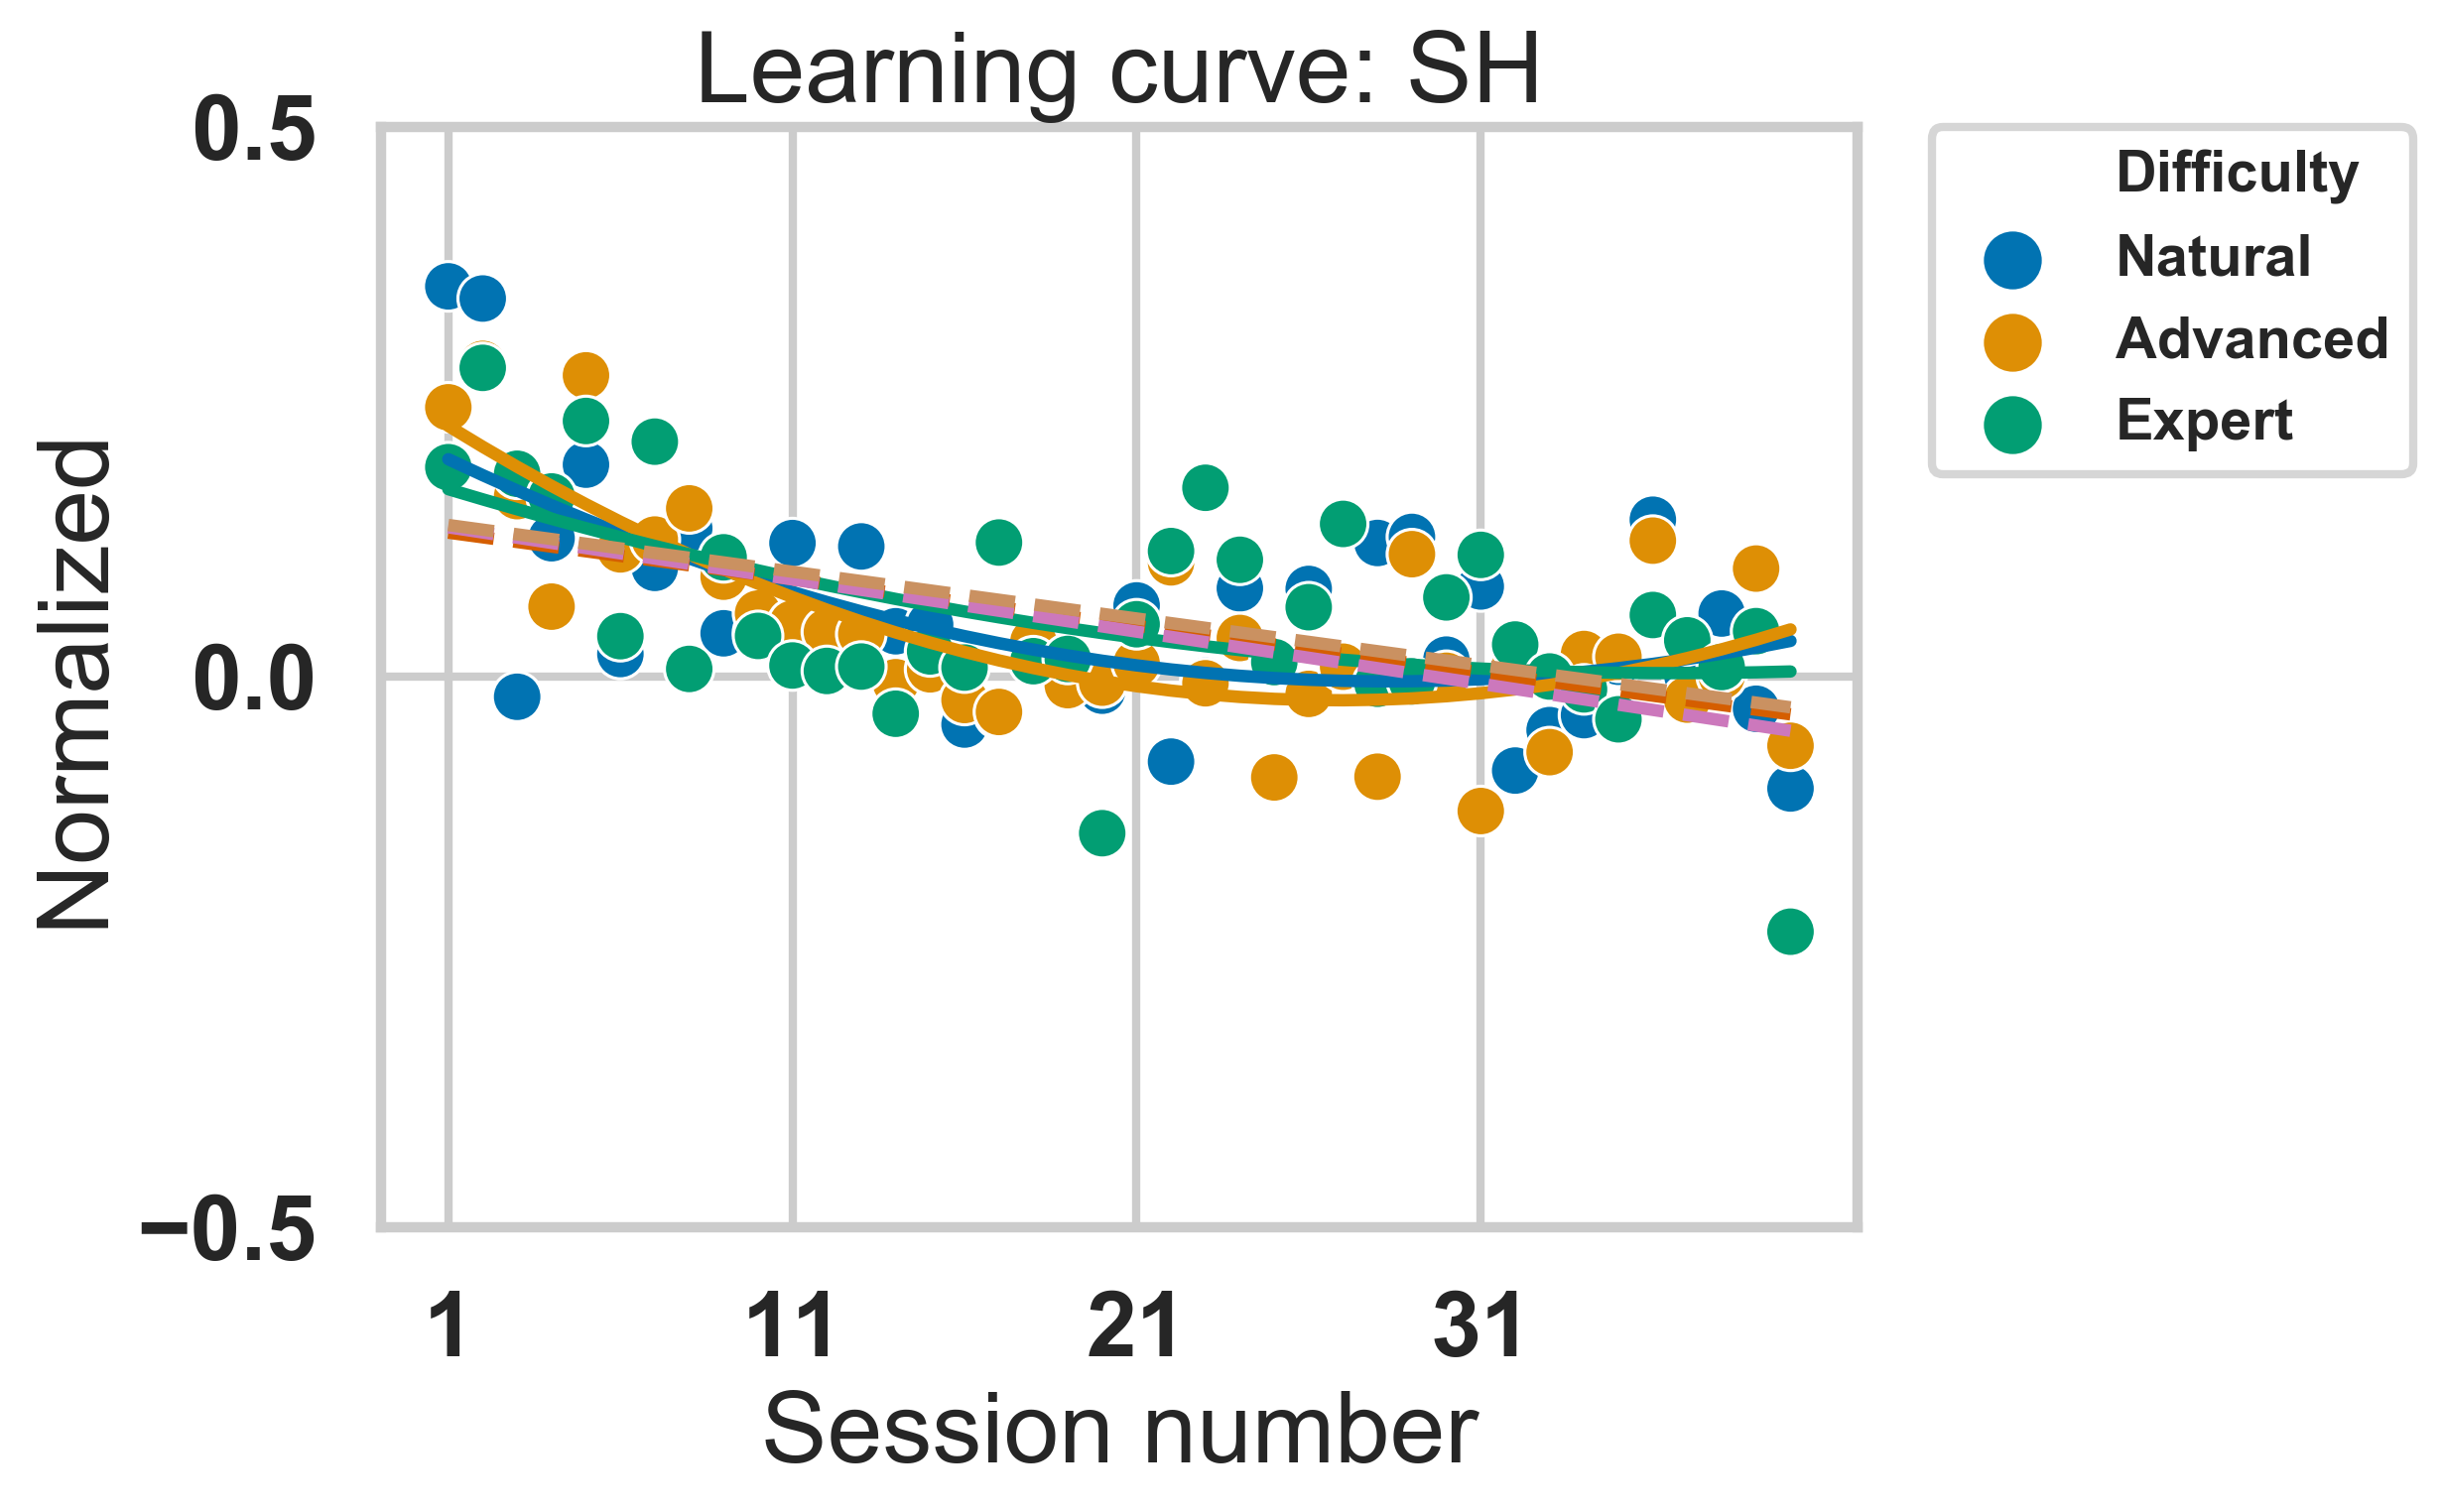 Learning curve: SH
0.5
0.0
−0.5
Normalized
1 11 21 31
Session number
Difficulty
Natural
Advanced
Expert